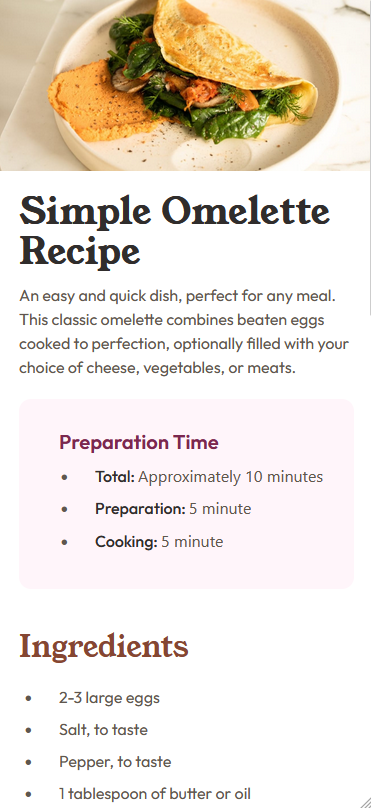 Simple Omelette
Recipe
An easy and quick dish, perfect for any meal.
This classic omelette combines beaten eggs
cooked to perfection, optionally filled with your
choice of cheese, vegetables, or meats.
Preparation Time
• Total: Approximately 10 minutes
• Preparation: 5 minute
• Cooking: 5 minute
Ingredients
• 2-3 large eggs
• Salt, to taste
• Pepper, to taste
• 1 tablespoon of butter or oil